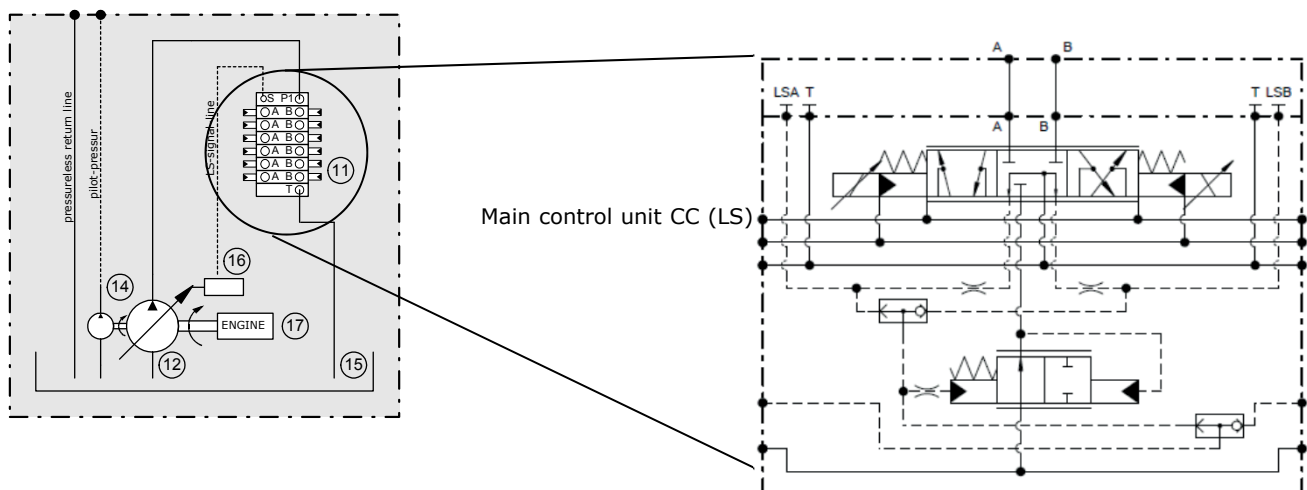 pressureless return line
pilot-pressur
LS-signal line
S P1
A B
A B
A B
A B
A B
A B
T
11
16
14
ENGINE
17
12
15
Main control unit CC (LS)
A B
LSA T
T LSB
A B